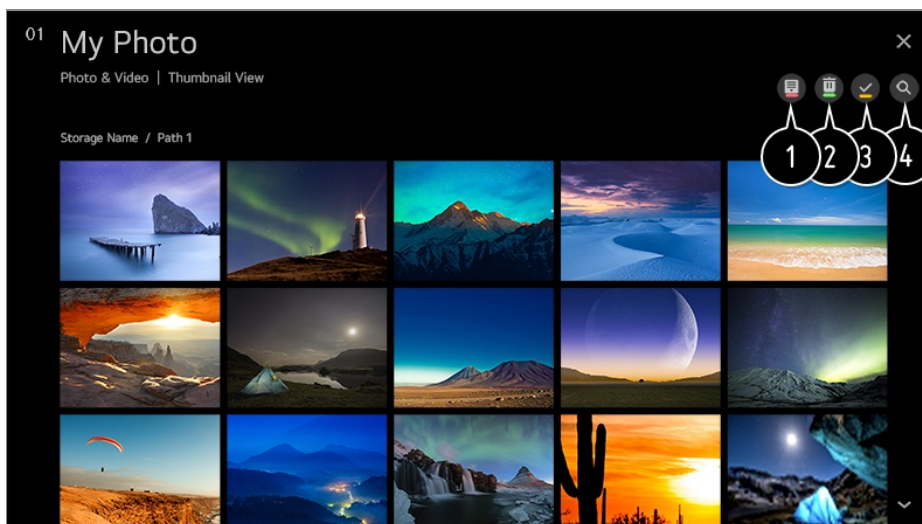 01
My Photo
Photo & Video | Thumbnail View
Storage Name / Path 1
1 2 3 4